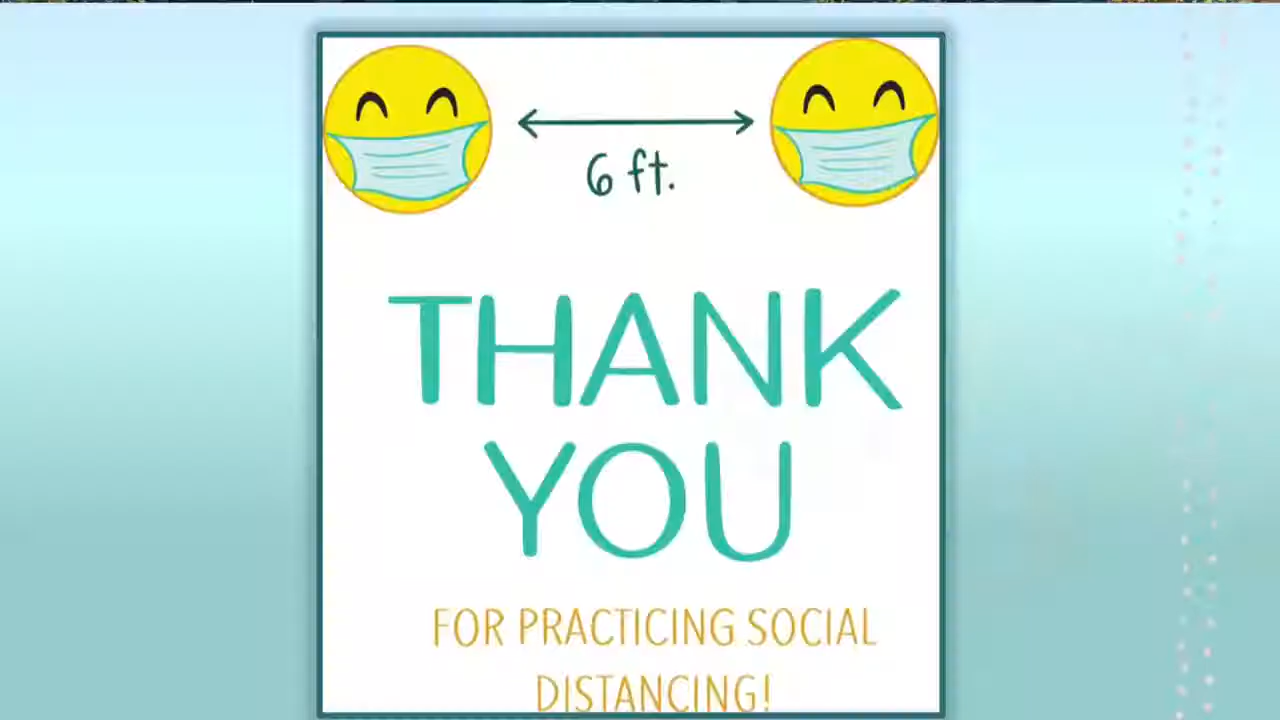 6 ft.
THANK
YOU
FOR PRACTICING SOCIAL
DISTANCING!